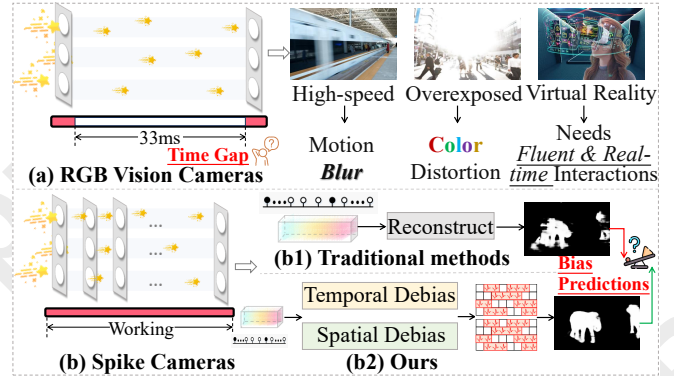 High-speed
Overexposed
Virtual Reality
33ms
Time Gap
?
(a) RGB Vision Cameras
Motion
Blur
Color
Distortion
Needs
Fluent & Real-
time Interactions
...
...
...
Working
(b) Spike Cameras
Reconstruct
(b1) Traditional methods
?
Bias
Predictions
Temporal Debias
Spatial Debias
(b2) Ours